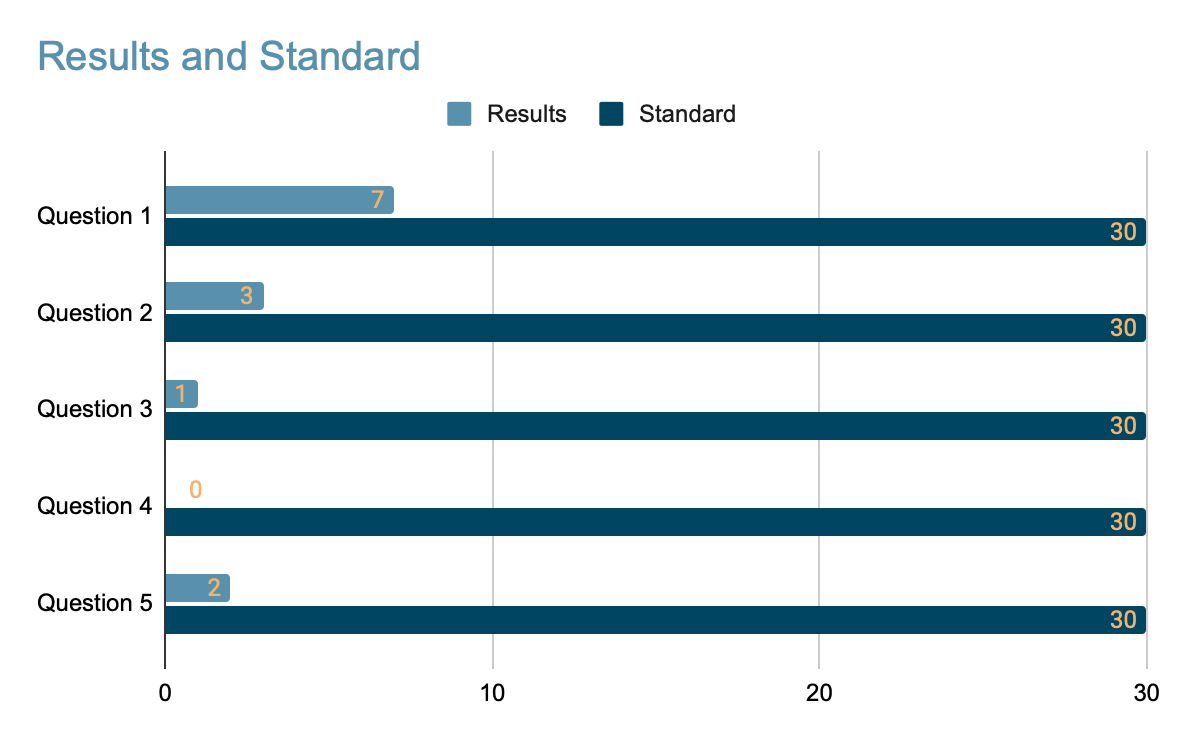 Results and Standard
Results Standard
7
Question 1
30
3
Question 2
30
1
Question 3
30
0
Question 4
30
2
Question 5
30
0 10 20 30